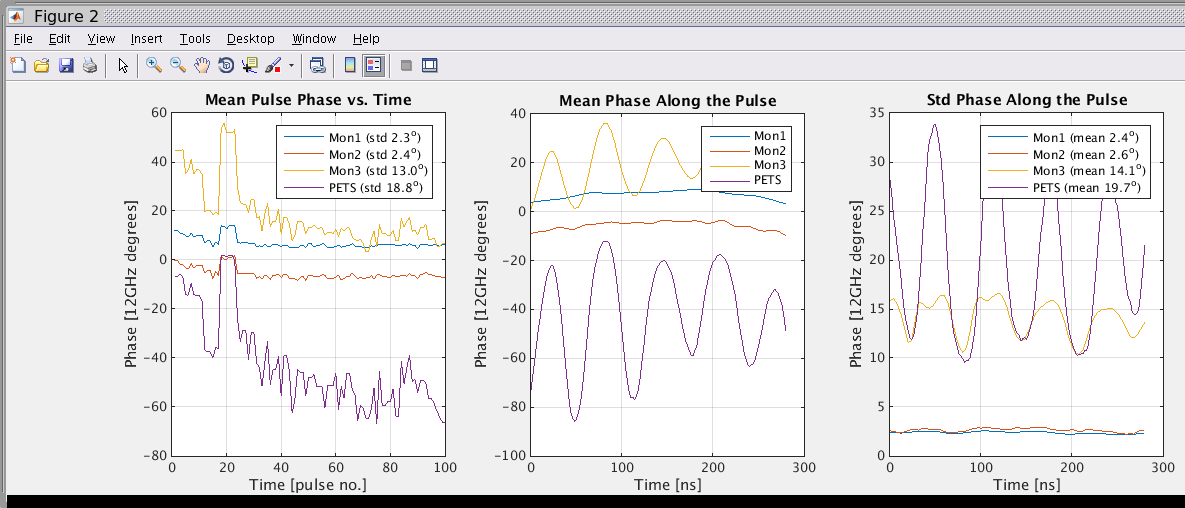 Figure 2
File Edit View Insert Tools Desktop Window Help
Mean Pulse Phase vs. Time
60
40
20
0
−20
−40
−60
−80
Phase [12GHz degrees]
Mon1 (std 2.3°)
Mon2 (std 2.4°)
Mon3 (std 13.0°)
PETS (std 18.8°)
0 20 40 60 80 100
Time [pulse no.]
Mean Phase Along the Pulse
40
20
0
−20
−40
−60
−80
−100
Phase [12GHz degrees]
Mon1
Mon2
Mon3
PETS
0 100 200 300
Time [ns]
Std Phase Along the Pulse
35
30
25
20
15
10
5
0
Phase [12GHz degrees]
Mon1 (mean 2.4°)
Mon2 (mean 2.6°)
Mon3 (mean 14.1°)
PETS (mean 19.7°)
0 100 200 300
Time [ns]